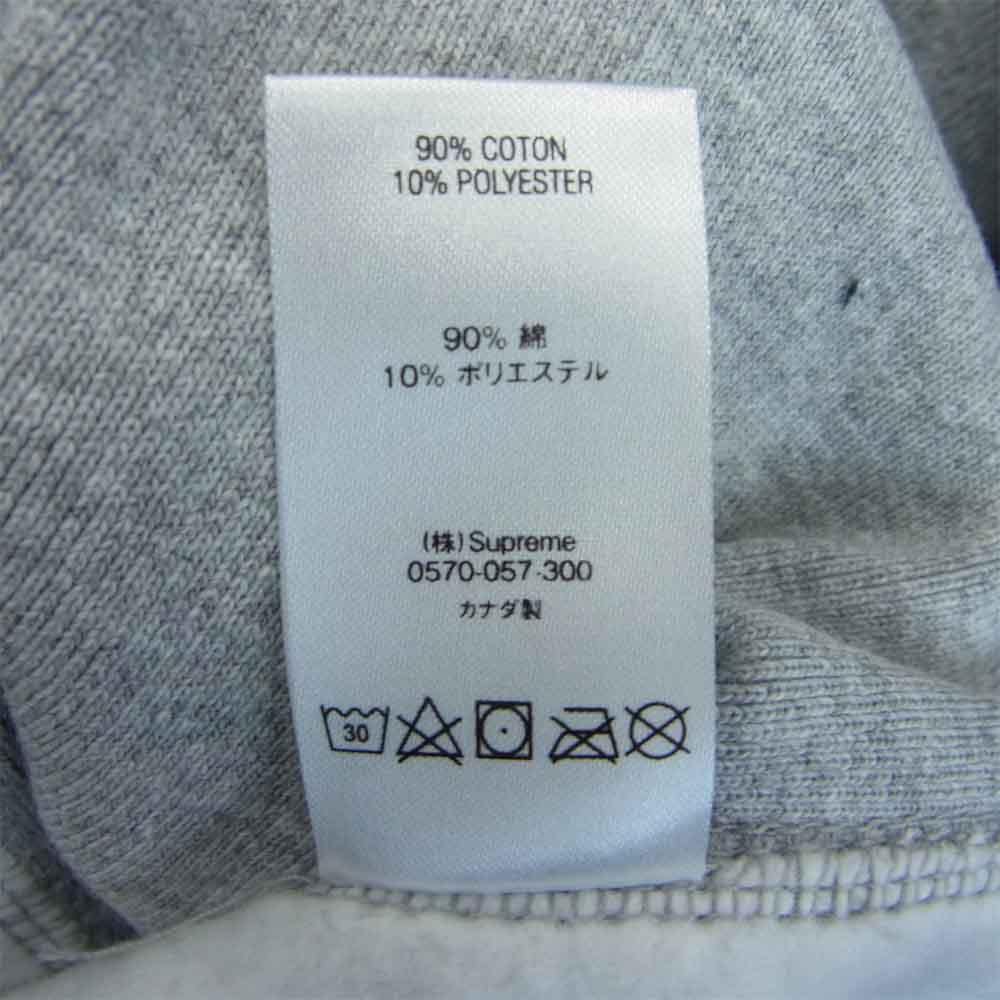 90% COTON
10% POLYESTER
90% 綿
10% ポリエステル
(株) Supreme
0570-057-300
カナダ製
30